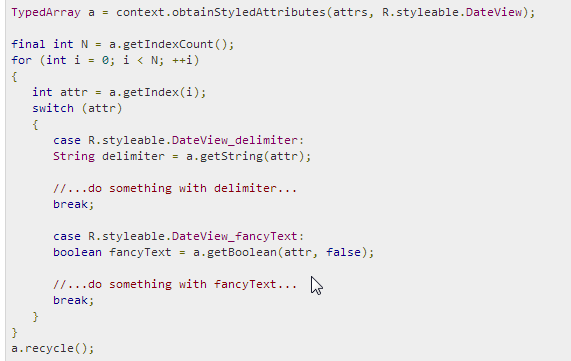 TypedArray a = context.obtainStyledAttributes(attrs, R.styleable.DateView);
final int N = a.getIndexCount();
for (int i = 0; i < N; ++i)
{
int attr = a.getIndex(i);
switch (attr)
{
case R.styleable.DateView_delimiter:
String delimiter = a.getString(attr);
//...do something with delimiter...
break;
case R.styleable.DateView_fancyText:
boolean fancyText = a.getBoolean(attr, false);
//...do something with fancyText...
break;
}
}
a.recycle();